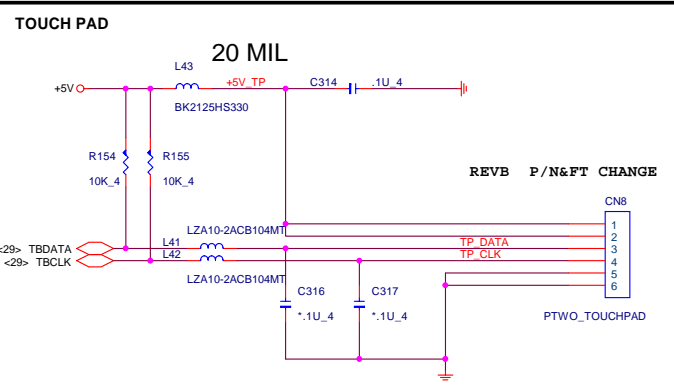 TOUCH PAD
20 MIL
L43
+5V
+5V_TP
C314
.1U_4
BK2125HS330
R154
R155
10K_4
10K_4
REVB P/N&FT CHANGE
CN8
LZA10-2ACB104MT
1
2
<29> TBDATA
L41
TP_DATA
3
<29> TBCLK
L42
TP_CLK
4
5
LZA10-2ACB104MT
6
C316
C317
*.1U_4
*.1U_4
PTWO_TOUCHPAD